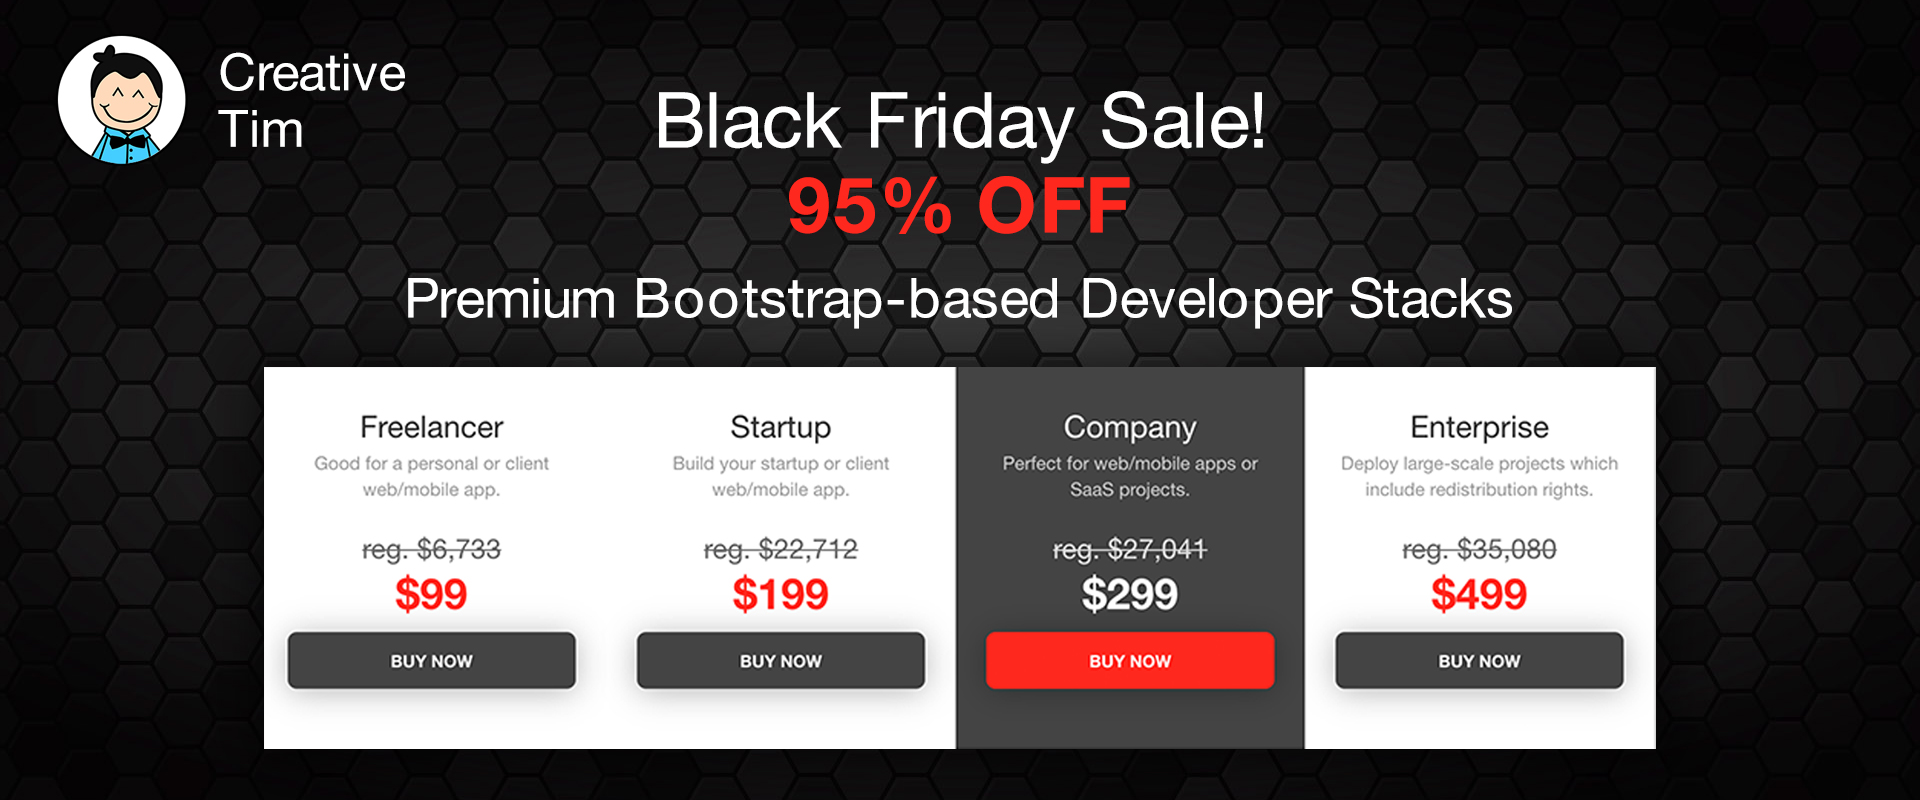 Creative
Tim
Black Friday Sale!
95% OFF
Premium Bootstrap-based Developer Stacks
Freelancer
Good for a personal or client
web/mobile app.
reg. $6,733
$99
BUY NOW
Startup
Build your startup or client
web/mobile app.
reg. $22,712
$199
BUY NOW
Company
Perfect for web/mobile apps or
SaaS projects.
reg. $27,041
$299
BUY NOW
Enterprise
Deploy large-scale projects which
include redistribution rights.
reg. $35,080
$499
BUY NOW